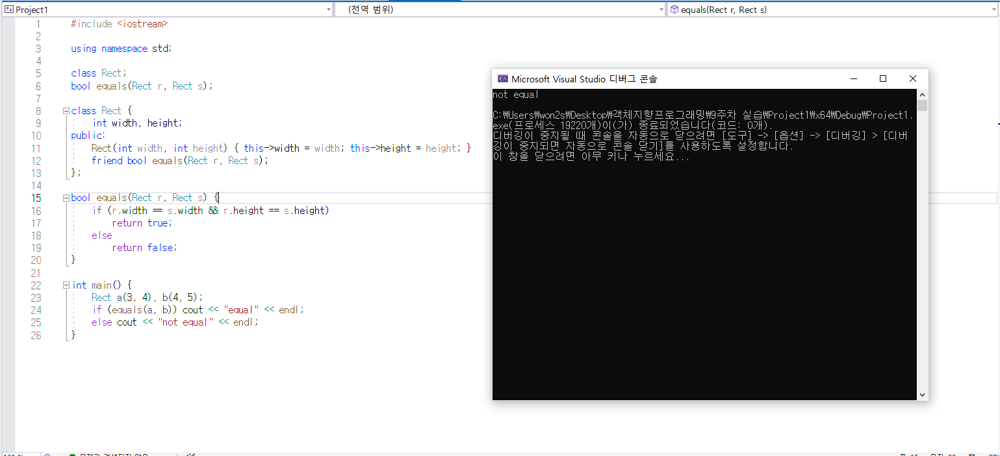 Project1 (전역 범위) equals(Rect r, Rect s)
1 #include <iostream>
2
3 using namespace std;
4
5 class Rect;
6 bool equals(Rect r, Rect s);
7
8 class Rect {
9 int width, height;
10 public:
11 Rect(int width, int height) { this->width = width; this->height = height; }
12 friend bool equals(Rect r, Rect s);
13 };
14
15 bool equals(Rect r, Rect s) {
16 if (r.width == s.width && r.height == s.height)
17 return true;
18 else
19 return false;
20 }
21
22 int main() {
23 Rect a(3, 4), b(4, 5);
24 if (equals(a, b)) cout << "equal" << endl;
25 else cout << "not equal" << endl;
26 }
Microsoft Visual Studio 디버그 콘솔
not equal
C:₩Users₩won2s₩Desktop₩객체지향프로그래밍₩9주차 실습₩Project1₩x64₩Debug₩Project1.
exe(프로세스 19220개)이(가) 종료되었습니다(코드: 0개).
디버깅이 중지될 때 콘솔을 자동으로 닫으려면 [도구] -> [옵션] -> [디버깅] > [디버
깅이 중지되면 자동으로 콘솔 닫기]를 사용하도록 설정합니다.
이 창을 닫으려면 아무 키나 누르세요...